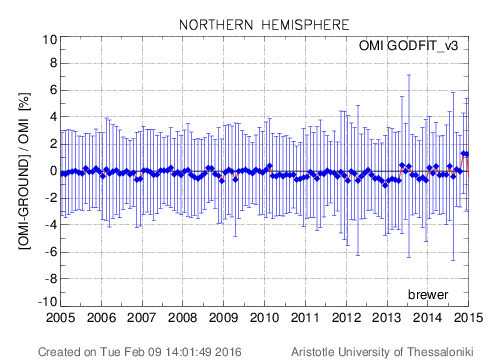 NORTHERN HEMISPHERE
OMI GODFIT_v3
[OMI-GROUND] / OMI [%]
10
8
6
4
2
0
-2
-4
-6
-8
-10
brewer
2005 2006 2007 2008 2009 2010 2011 2012 2013 2014 2015
Created on Tue Feb 09 14:01:49 2016 Aristotle University of Thessaloniki